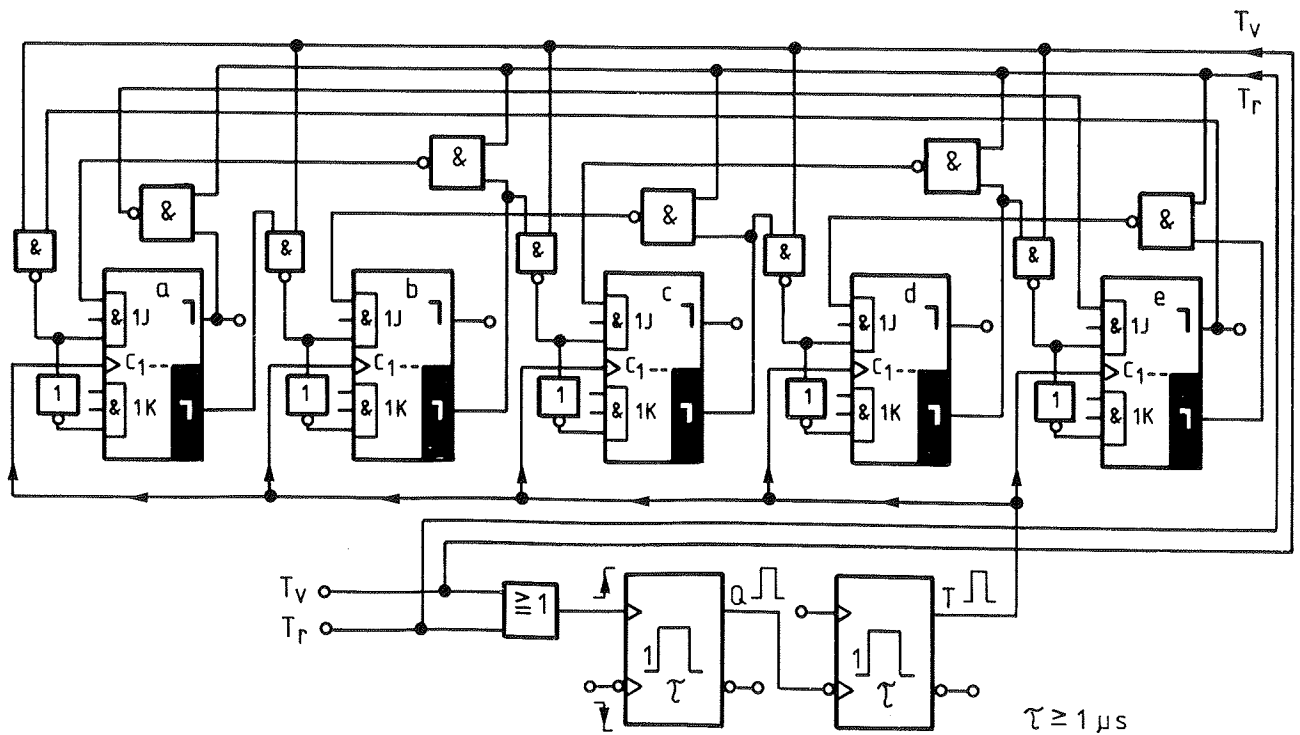 Tv
Tr
& & & & &
& & & & &
a b c d e
& 1J & 1J & 1J & 1J & 1J
C1 C1 C1 C1 C1
1 & 1K 1 & 1K 1 & 1K 1 & 1K 1 & 1K
Tv
Tr
≥1
1 τ
Q
1 τ
T
τ ≥ 1 µs